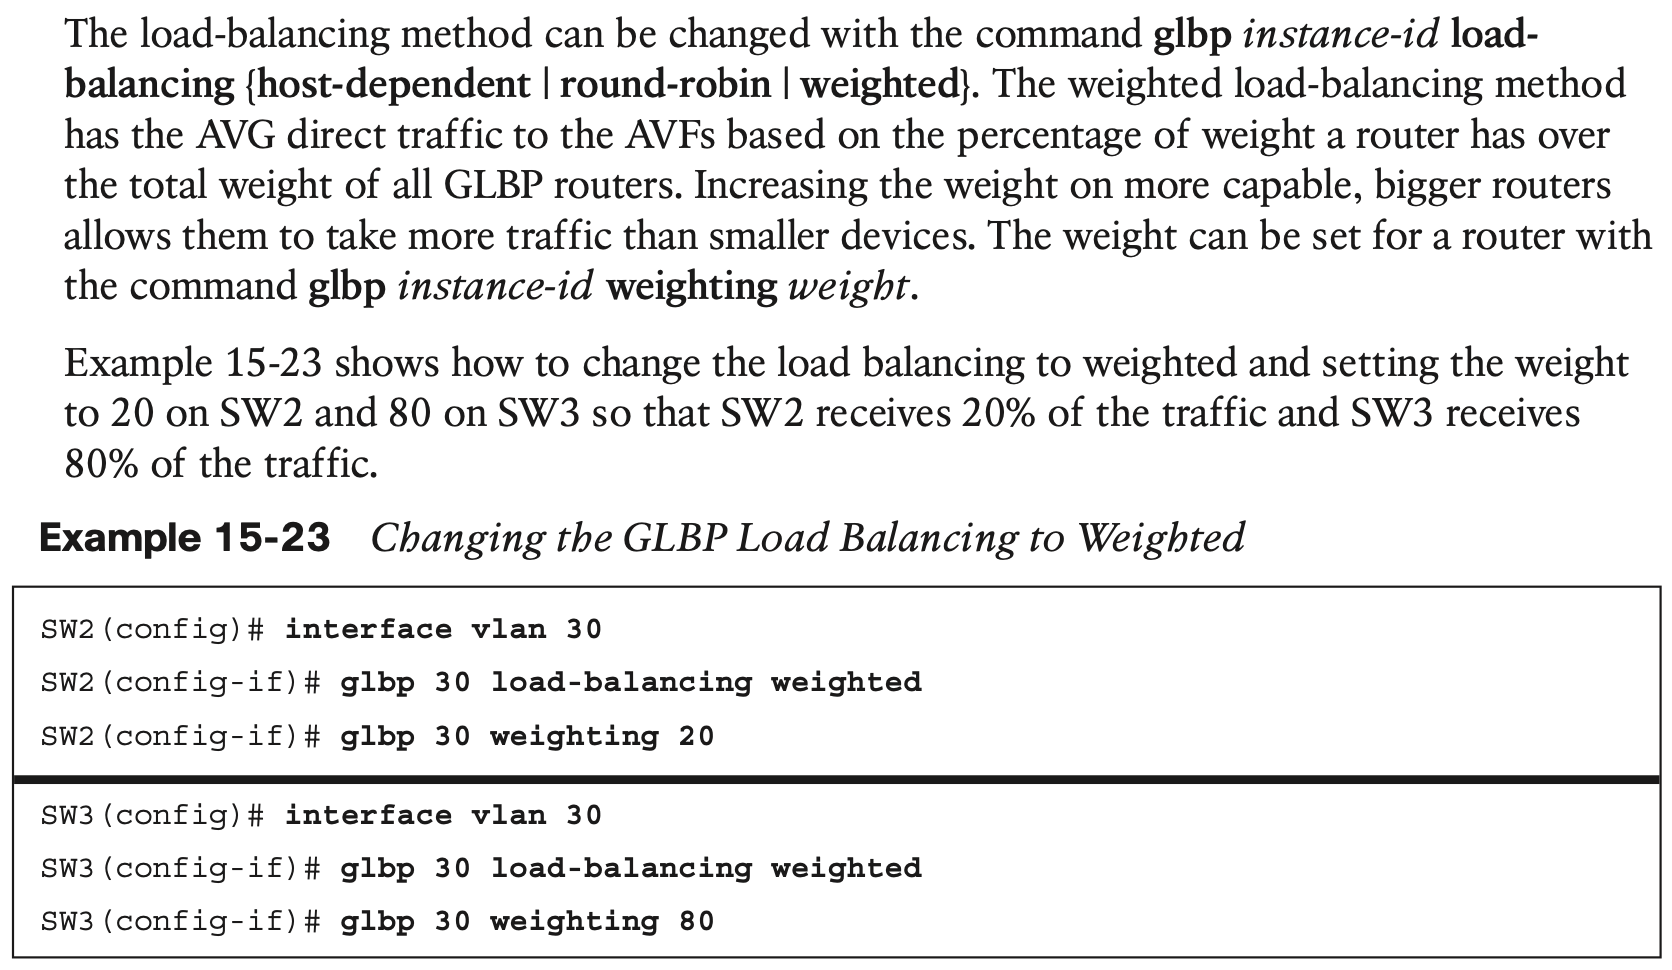 The load-balancing method can be changed with the command glbp instance-id load-
balancing {host-dependent | round-robin | weighted}. The weighted load-balancing method
has the AVG direct traffic to the AVFs based on the percentage of weight a router has over
the total weight of all GLBP routers. Increasing the weight on more capable, bigger routers
allows them to take more traffic than smaller devices. The weight can be set for a router with
the command glbp instance-id weighting weight.
Example 15-23 shows how to change the load balancing to weighted and setting the weight
to 20 on SW2 and 80 on SW3 so that SW2 receives 20% of the traffic and SW3 receives
80% of the traffic.
Example 15-23 Changing the GLBP Load Balancing to Weighted
SW2(config)# interface vlan 30
SW2(config-if)# glbp 30 load-balancing weighted
SW2(config-if)# glbp 30 weighting 20
SW3(config)# interface vlan 30
SW3(config-if)# glbp 30 load-balancing weighted
SW3(config-if)# glbp 30 weighting 80